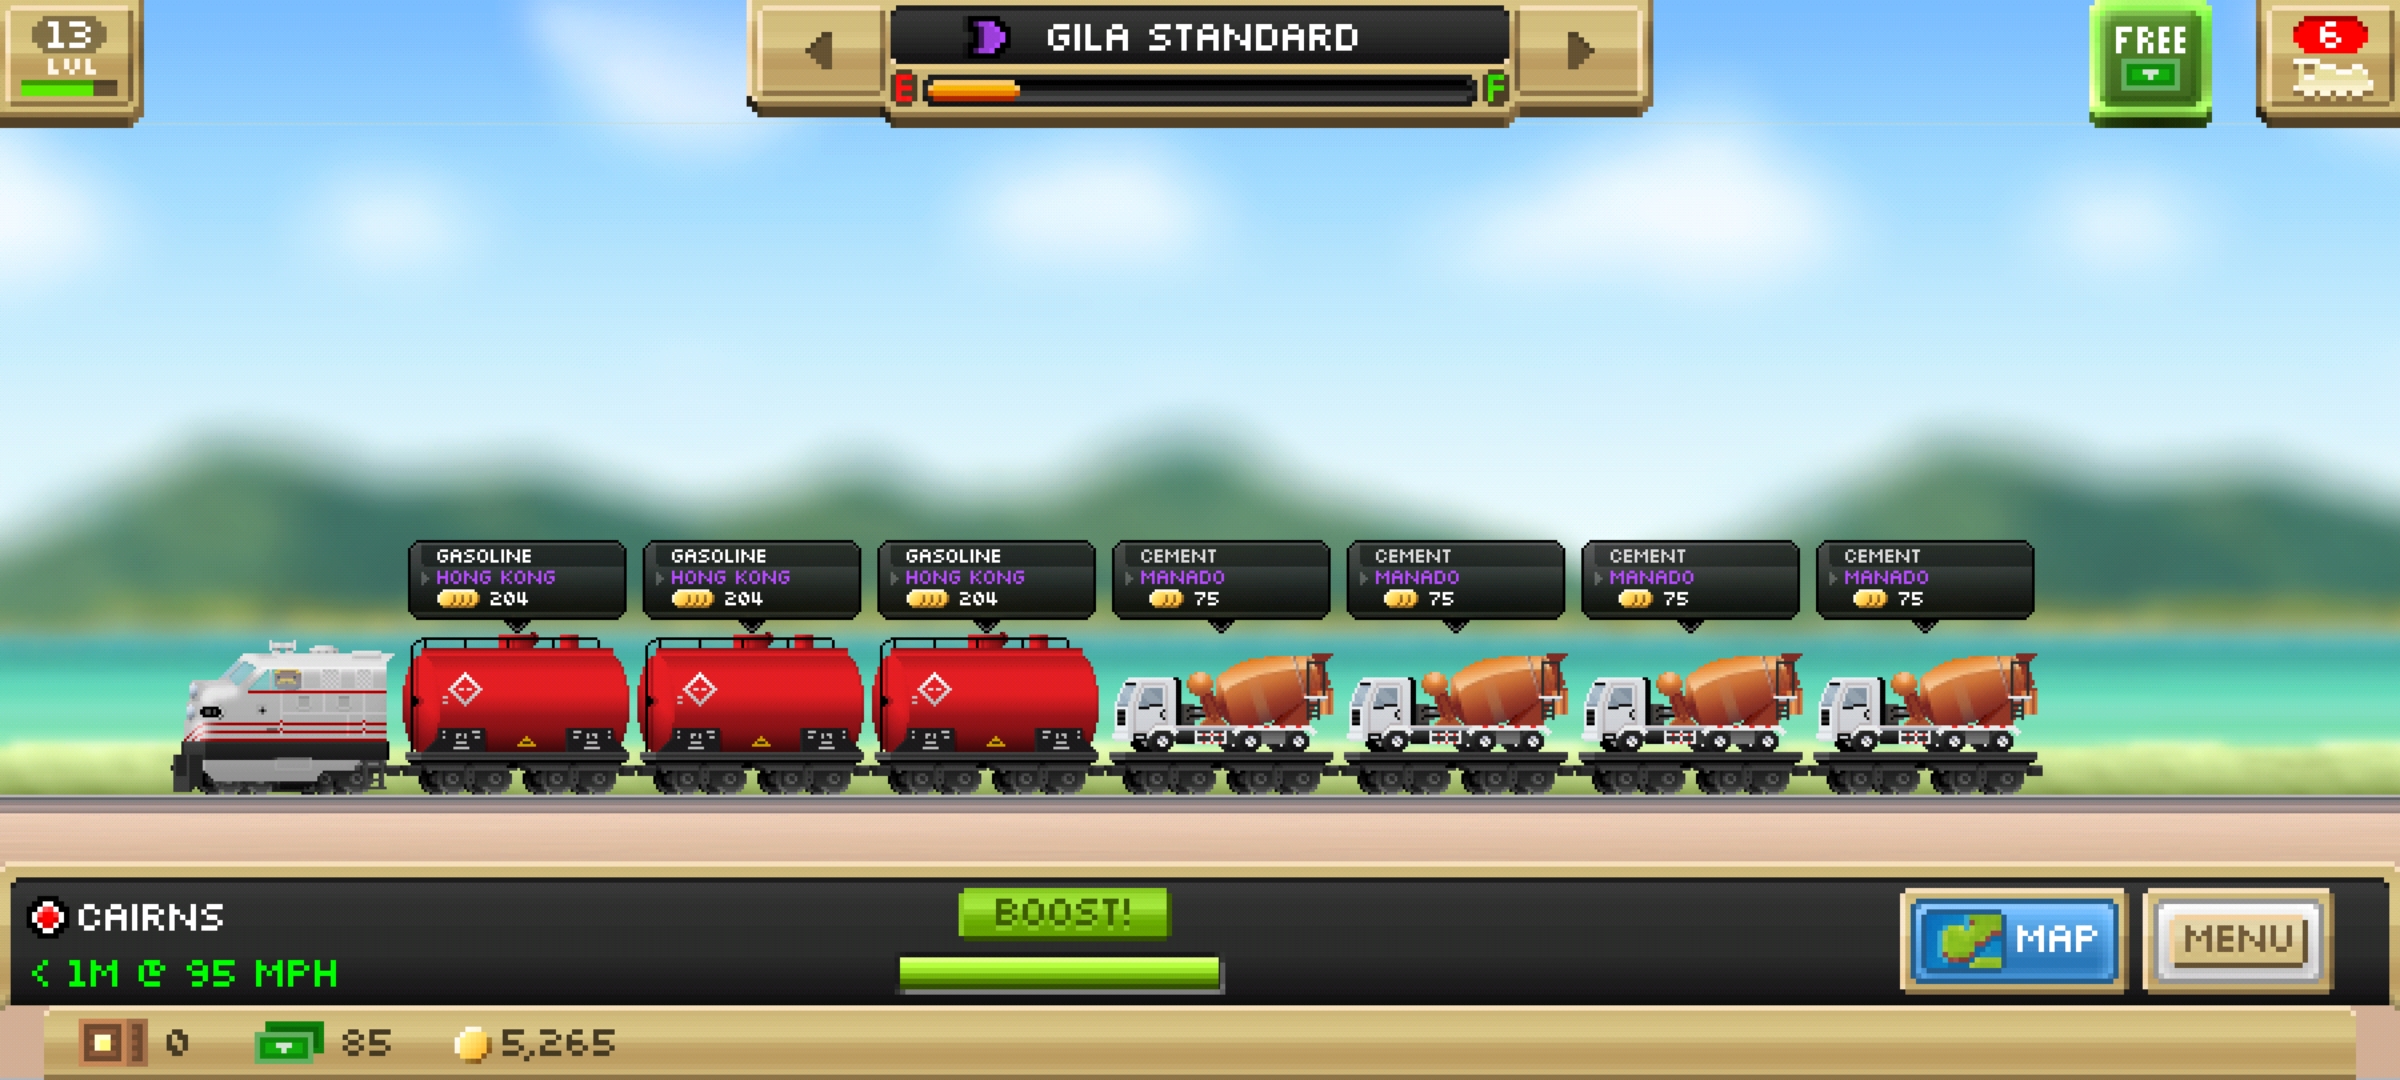 13
LVL
GILA STANDARD
E F
FREE
6
GASOLINE
HONG KONG
204
GASOLINE
HONG KONG
204
GASOLINE
HONG KONG
204
CEMENT
MANADO
75
CEMENT
MANADO
75
CEMENT
MANADO
75
CEMENT
MANADO
75
CAIRNS
< 1M @ 95 MPH
BOOST!
MAP
MENU
0
85
5,265